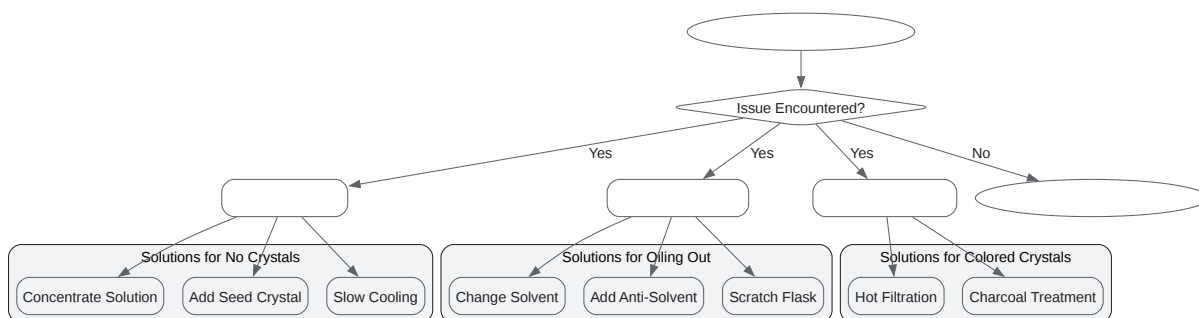 Issue Encountered?
Yes
Yes
Yes
No
Solutions for No Crystals
Solutions for Oiling Out
Solutions for Colored Crystals
Concentrate Solution
Add Seed Crystal
Slow Cooling
Change Solvent
Add Anti-Solvent
Scratch Flask
Hot Filtration
Charcoal Treatment